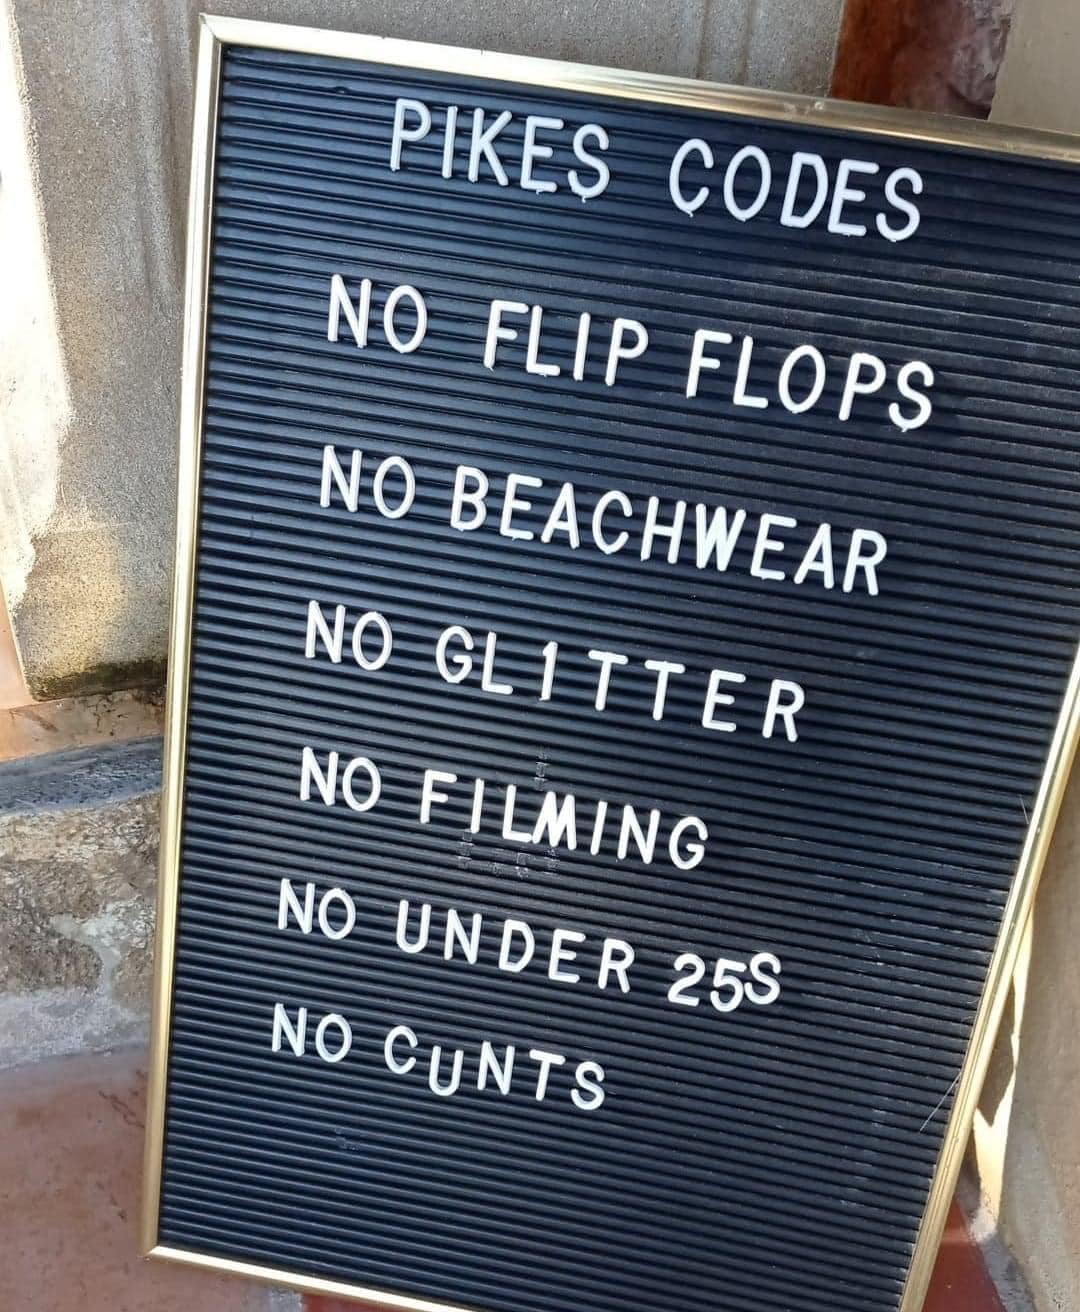 PIKES CODES
NO FLIP FLOPS
NO BEACHWEAR
NO GL1TTER
NO FILMING
NO UNDER 25S
NO CUNTS